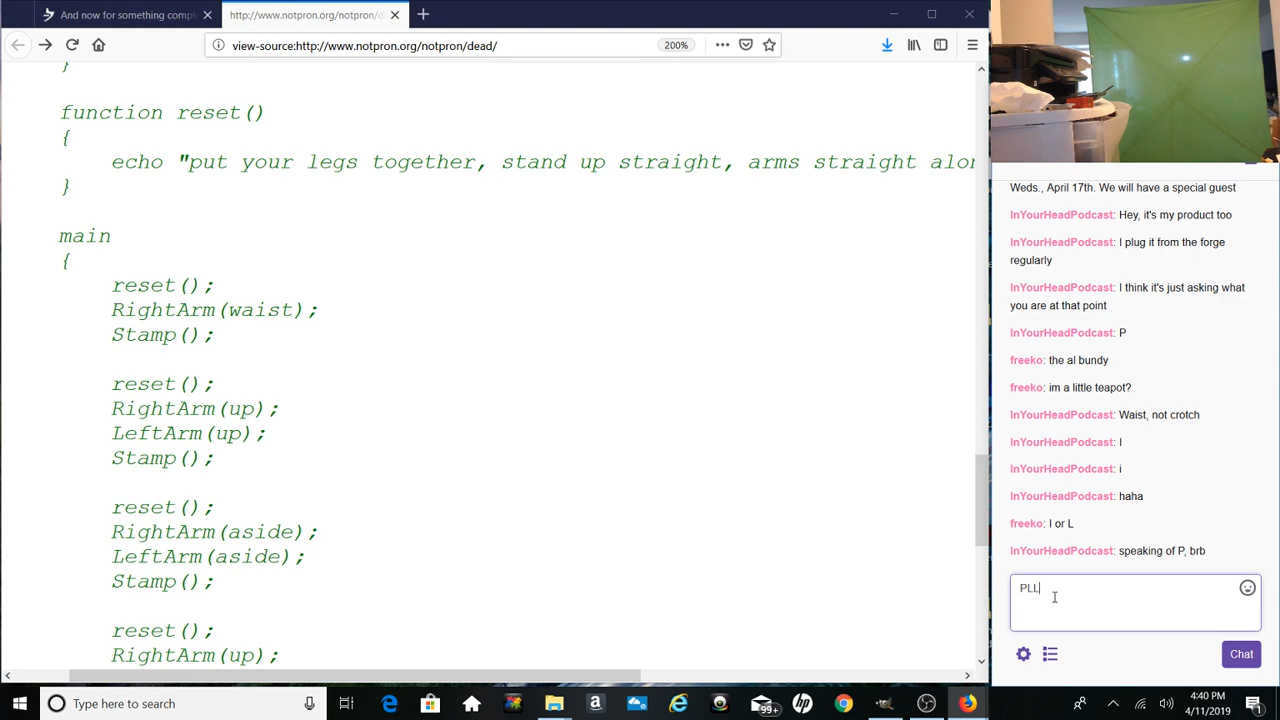 And now for something compl
http://www.notpron.org/notpron/d
view-source:http://www.notpron.org/notpron/dead/
200%
}
function reset()
{
echo "put your legs together, stand up straight, arms straight alon
}
main
{
reset();
RightArm(waist);
Stamp();
reset();
RightArm(up);
LeftArm(up);
Stamp();
reset();
RightArm(aside);
LeftArm(aside);
Stamp();
reset();
RightArm(up);
Weds., April 17th. We will have a special guest
InYourHeadPodcast: Hey, it's my product too
InYourHeadPodcast: I plug it from the forge
regularly
InYourHeadPodcast: I think it's just asking what
you are at that point
InYourHeadPodcast: P
freeko: the al bundy
freeko: im a little teapot?
InYourHeadPodcast: Waist, not crotch
InYourHeadPodcast: I
InYourHeadPodcast: i
InYourHeadPodcast: haha
freeko: I or L
InYourHeadPodcast: speaking of P, brb
PLL
Chat
Type here to search
99+
4:40 PM
4/11/2019
1